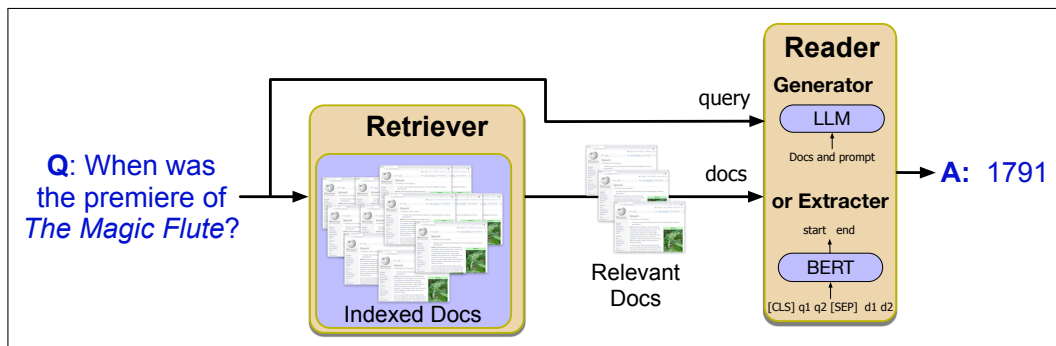 Q: When was
the premiere of
The Magic Flute?
Retriever
Indexed Docs
query
docs
Relevant
Docs
Reader
Generator
LLM
Docs and prompt
or Extracter
start end
BERT
[CLS] q1 q2 [SEP] d1 d2
A: 1791